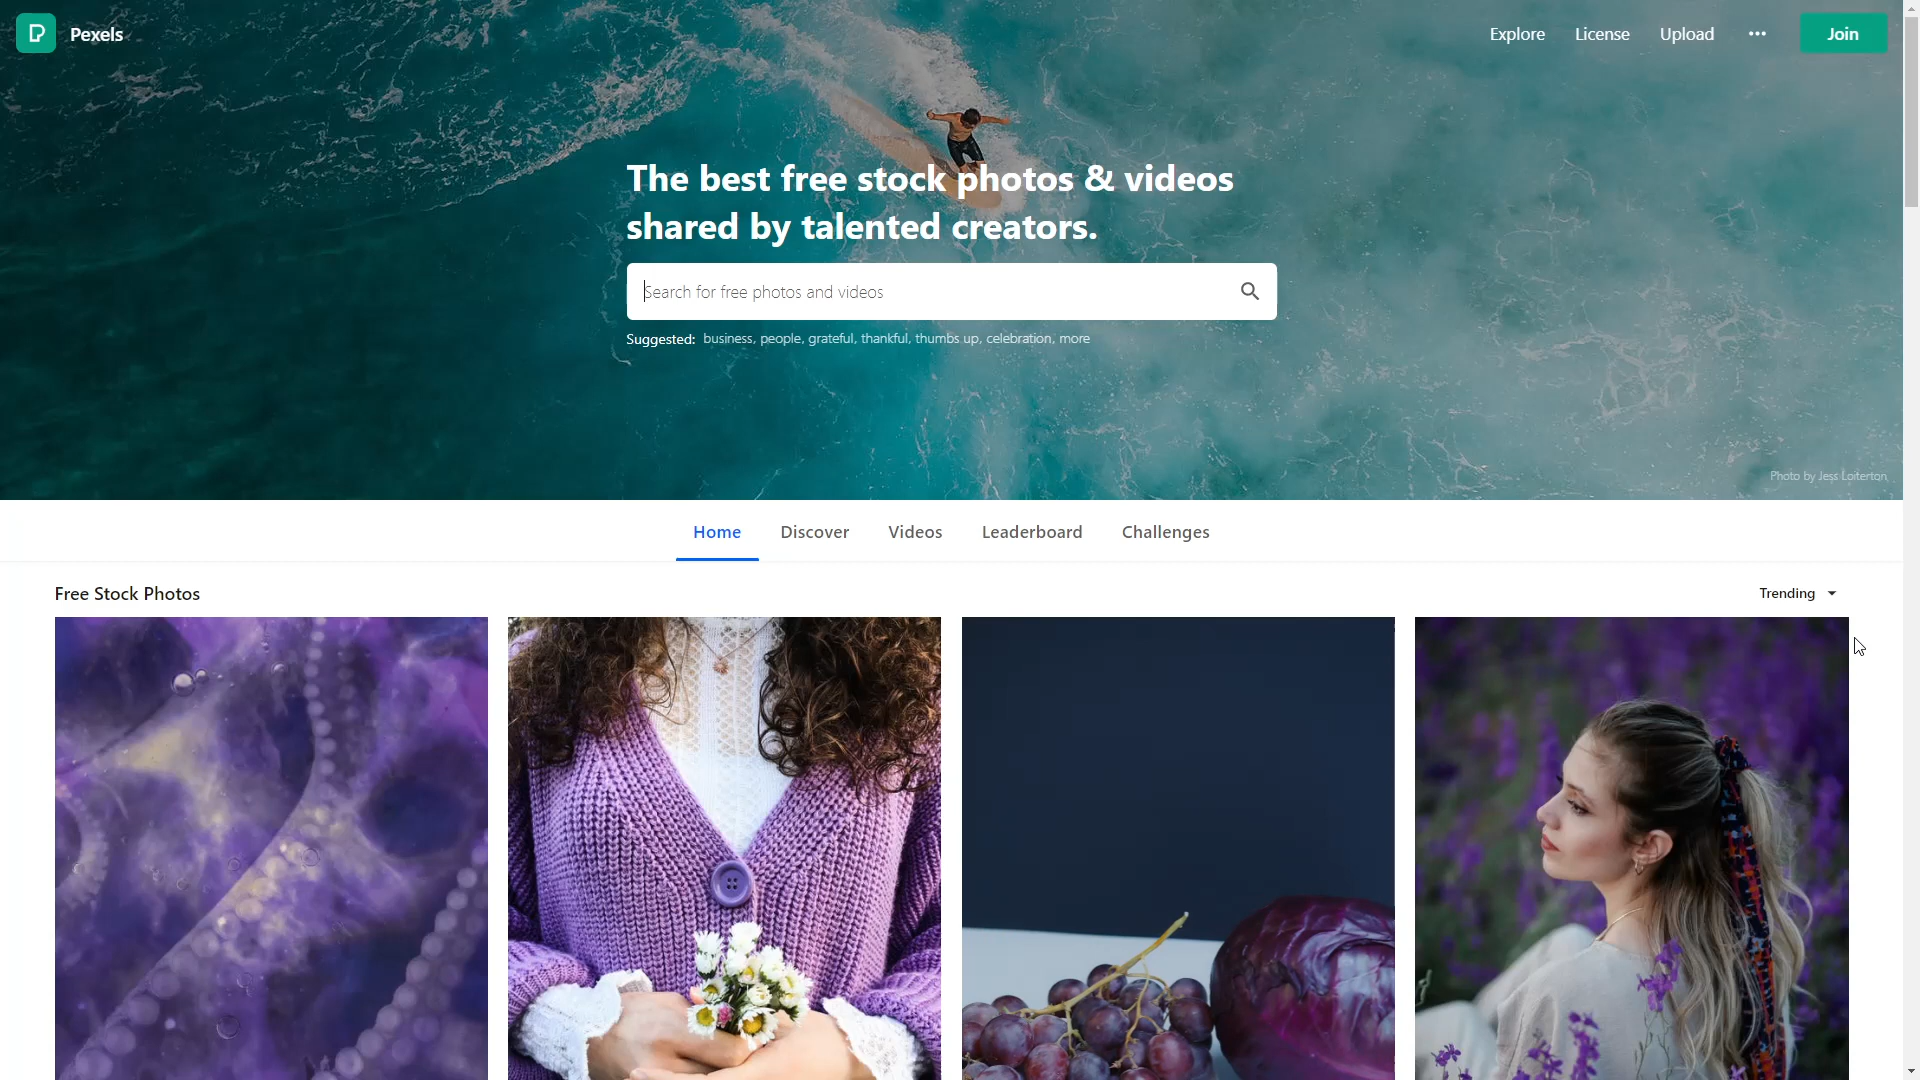 Pexels
Explore
License
Upload
Join
The best free stock photos & videos
shared by talented creators.
Search for free photos and videos
Suggested: business, people, grateful, thankful, thumbs up, celebration, more
Photo by Jess Loiterton
Home
Discover
Videos
Leaderboard
Challenges
Free Stock Photos
Trending